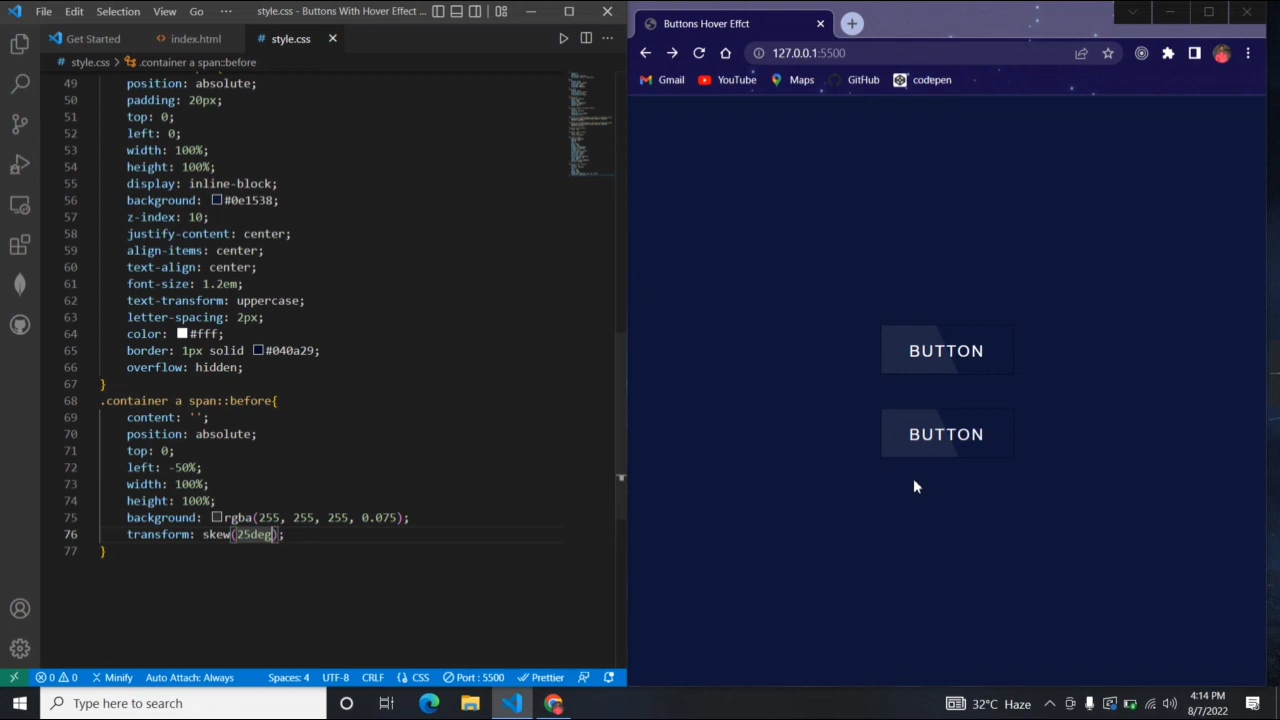 File Edit Selection View Go ··· style.css - Buttons With Hover Effect ...
Get Started
index.html
# style.css
# style.css > .container a span::before
49 position: absolute;
50 padding: 20px;
51 top: 0;
52 left: 0;
53 width: 100%;
54 height: 100%;
55 display: inline-block;
56 background: #0e1538;
57 z-index: 10;
58 justify-content: center;
59 align-items: center;
60 text-align: center;
61 font-size: 1.2em;
62 text-transform: uppercase;
63 letter-spacing: 2px;
64 color: #fff;
65 border: 1px solid #040a29;
66 overflow: hidden;
67 }
68 .container a span::before{
69 content: '';
70 position: absolute;
71 top: 0;
72 left: -50%;
73 width: 100%;
74 height: 100%;
75 background: rgba(255, 255, 255, 0.075);
76 transform: skew(25deg);
77 }
0 0 Minify Auto Attach: Always Spaces: 4 UTF-8 CRLF CSS Port : 5500 Prettier
Buttons Hover Effct
127.0.0.1:5500
Gmail YouTube Maps GitHub codepen
BUTTON
BUTTON
Type here to search
32°C Haze
4:14 PM
8/7/2022